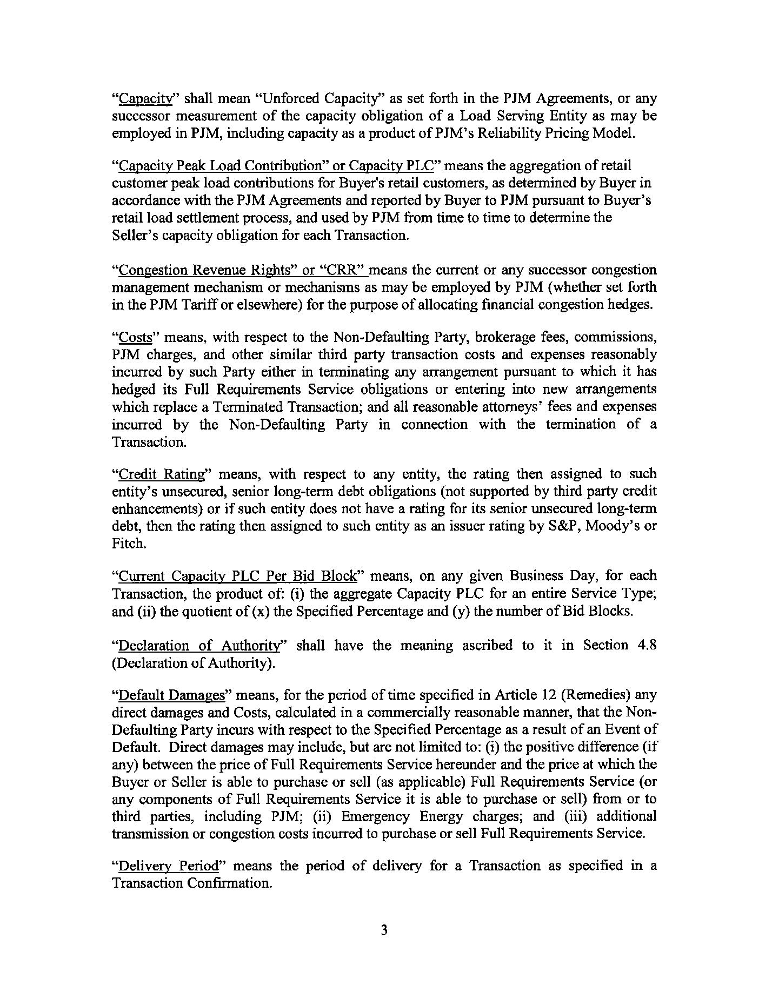 “Capacity” shall mean “Unforced Capacity” as set forth in the PJM Agreements, or any
successor measurement of the capacity obligation of a Load Serving Entity as may be
employed in PJM, including capacity as a product of PJM’s Reliability Pricing Model.
“Capacity Peak Load Contribution” or Capacity PLC” means the aggregation of retail
customer peak load contributions for Buyer's retail customers, as determined by Buyer in
accordance with the PJM Agreements and reported by Buyer to PJM pursuant to Buyer’s
retail load settlement process, and used by PJM from time to time to determine the
Seller’s capacity obligation for each Transaction.
“Congestion Revenue Rights” or “CRR” means the current or any successor congestion
management mechanism or mechanisms as may be employed by PJM (whether set forth
in the PJM Tariff or elsewhere) for the purpose of allocating financial congestion hedges.
“Costs” means, with respect to the Non-Defaulting Party, brokerage fees, commissions,
PJM charges, and other similar third party transaction costs and expenses reasonably
incurred by such Party either in terminating any arrangement pursuant to which it has
hedged its Full Requirements Service obligations or entering into new arrangements
which replace a Terminated Transaction; and all reasonable attorneys’ fees and expenses
incurred by the Non-Defaulting Party in connection with the termination of a
Transaction.
“Credit Rating” means, with respect to any entity, the rating then assigned to such
entity’s unsecured, senior long-term debt obligations (not supported by third party credit
enhancements) or if such entity does not have a rating for its senior unsecured long-term
debt, then the rating then assigned to such entity as an issuer rating by S&P, Moody’s or
Fitch.
“Current Capacity PLC Per Bid Block” means, on any given Business Day, for each
Transaction, the product of: (i) the aggregate Capacity PLC for an entire Service Type;
and (ii) the quotient of (x) the Specified Percentage and (y) the number of Bid Blocks.
“Declaration of Authority” shall have the meaning ascribed to it in Section 4.8
(Declaration of Authority).
“Default Damages” means, for the period of time specified in Article 12 (Remedies) any
direct damages and Costs, calculated in a commercially reasonable manner, that the Non-
Defaulting Party incurs with respect to the Specified Percentage as a result of an Event of
Default. Direct damages may include, but are not limited to: (i) the positive difference (if
any) between the price of Full Requirements Service hereunder and the price at which the
Buyer or Seller is able to purchase or sell (as applicable) Full Requirements Service (or
any components of Full Requirements Service it is able to purchase or sell) from or to
third parties, including PJM; (ii) Emergency Energy charges; and (iii) additional
transmission or congestion costs incurred to purchase or sell Full Requirements Service.
“Delivery Period” means the period of delivery for a Transaction as specified in a
Transaction Confirmation.
3